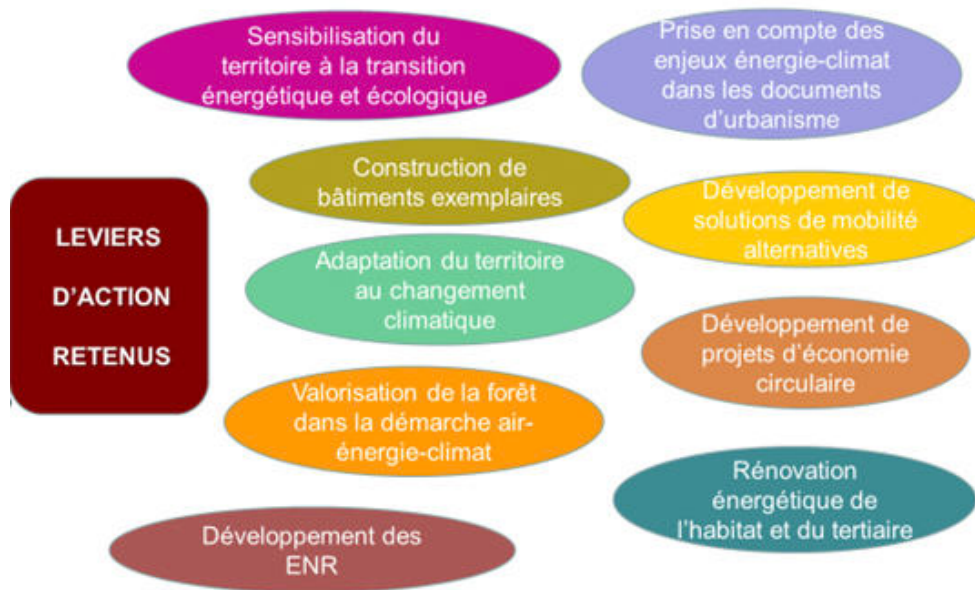 Sensibilisation du
territoire à la transition
énergétique et écologique
Prise en compte des
enjeux énergie-climat
dans les documents
d'urbanisme
Construction de
bâtiments exemplaires
Développement de
solutions de mobilité
alternatives
LEVIERS
D'ACTION
RETENUS
Adaptation du territoire
au changement
climatique
Développement de
projets d'économie
circulaire
Valorisation de la forêt
dans la démarche air-
énergie-climat
Rénovation
énergétique de
l'habitat et du tertiaire
Développement des
ENR